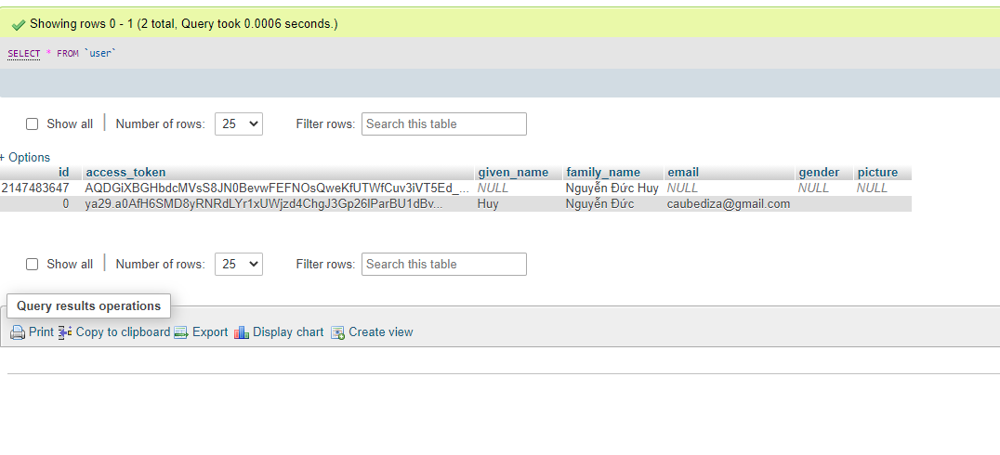 Showing rows 0 - 1 (2 total, Query took 0.0006 seconds.)
SELECT * FROM `user`
Show all | Number of rows: 25 Filter rows: Search this table
+ Options
id access_token given_name family_name email gender picture
2147483647 AQDGiXBGHbdcMVsS8JN0BevwFEFNOsQweKfUTWfCuv3iVT5Ed_... NULL Nguyễn Đức Huy NULL NULL NULL
0 ya29.a0AfH6SMD8yRNRdLYr1xUWjzd4ChgJ3Gp26lParBU1dBv... Huy Nguyễn Đức caubediza@gmail.com
Show all | Number of rows: 25 Filter rows: Search this table
Query results operations
Print Copy to clipboard Export Display chart Create view